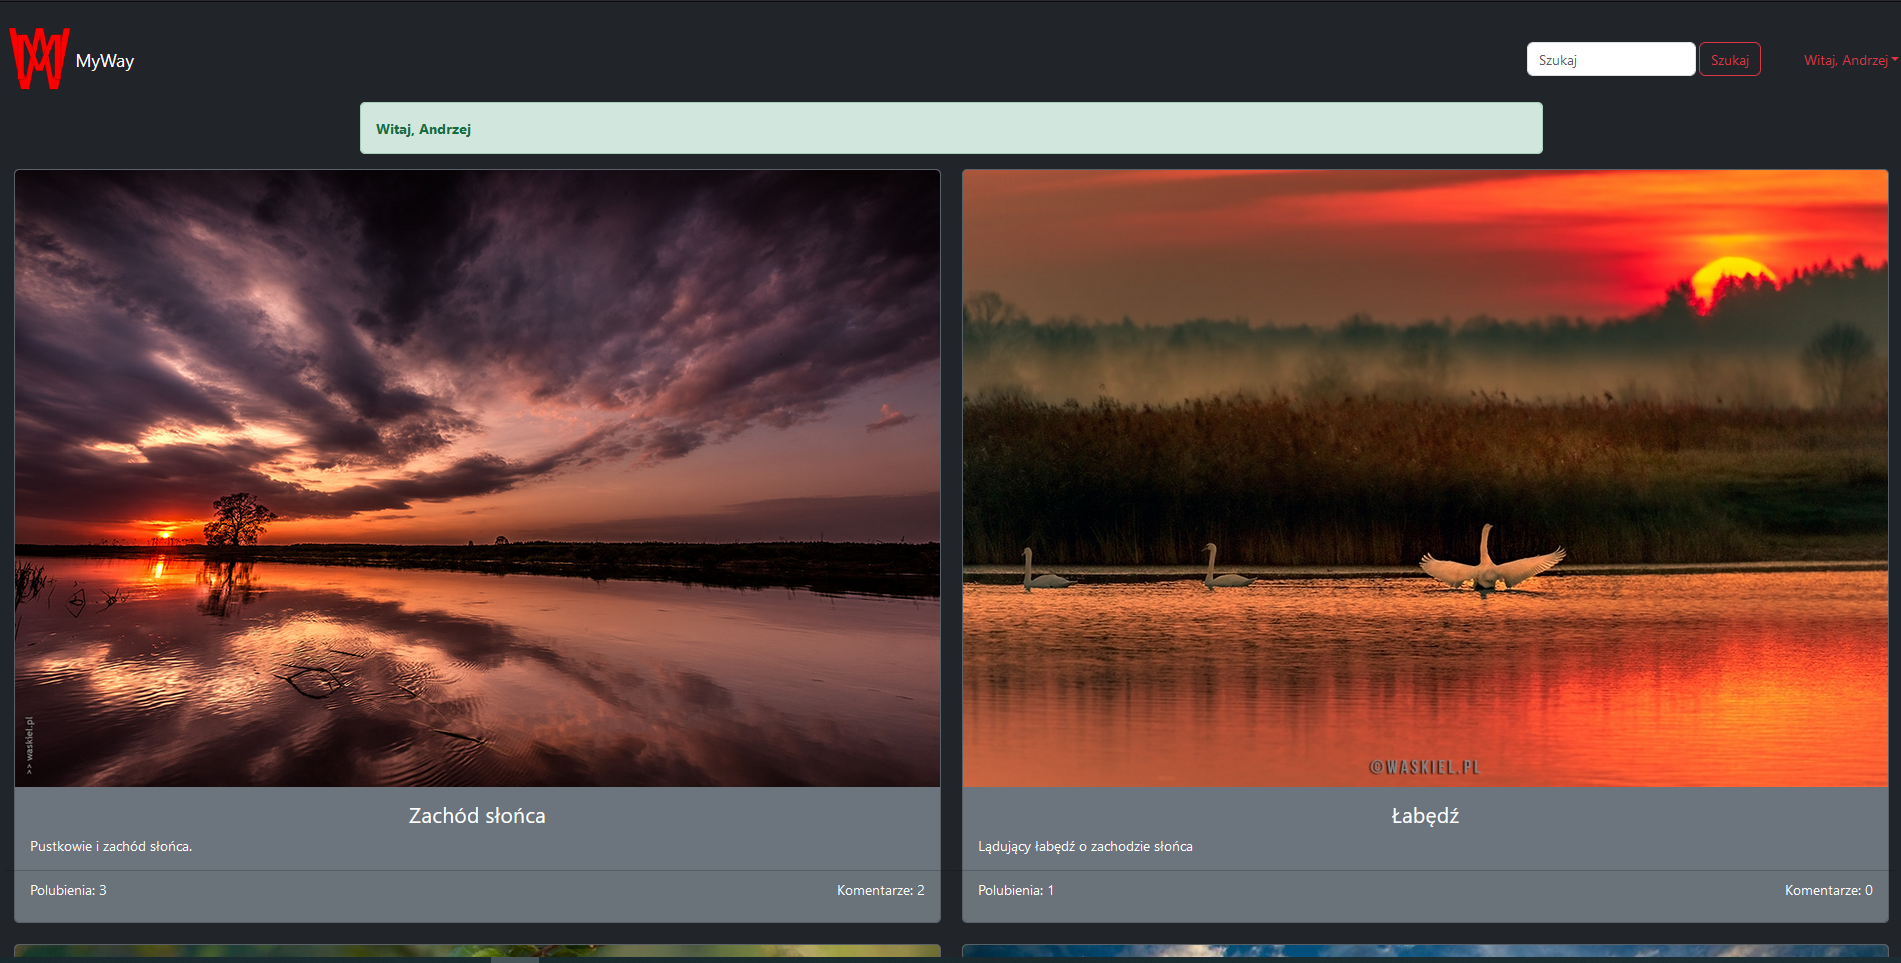 MyWay
Szukaj
Szukaj
Witaj, Andrzej
Witaj, Andrzej
>> waskiel.pl
©WASKIEL.PL
Zachód słońca
Pustkowie i zachód słońca.
Polubienia: 3
Komentarze: 2
Łabędź
Lądujący łabędź o zachodzie słońca
Polubienia: 1
Komentarze: 0